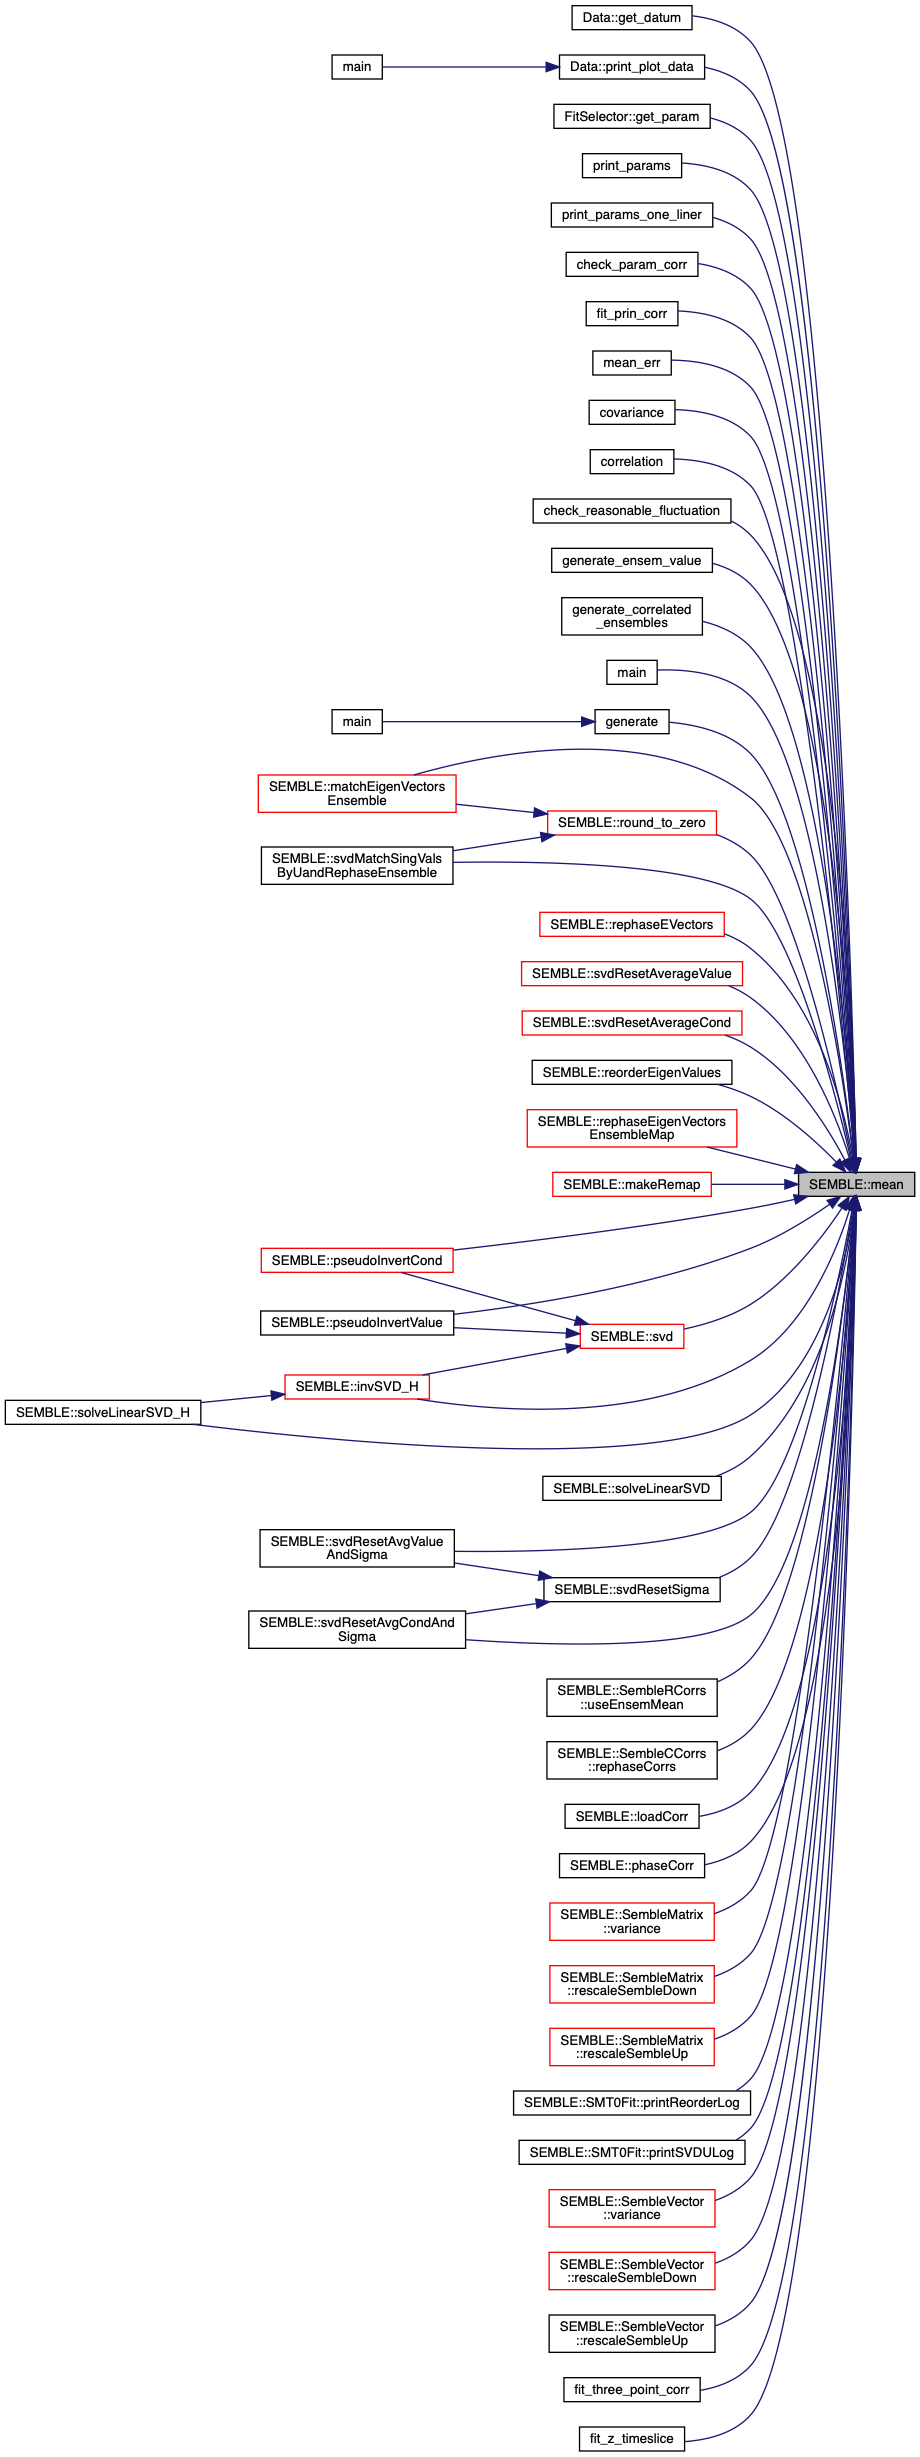 Data::get_datum
main
Data::print_plot_data
FitSelector::get_param
print_params
print_params_one_liner
check_param_corr
fit_prin_corr
mean_err
covariance
correlation
check_reasonable_fluctuation
generate_ensem_value
generate_correlated
_ensembles
main
main
generate
SEMBLE::matchEigenVectors
Ensemble
SEMBLE::round_to_zero
SEMBLE::svdMatchSingVals
ByUandRephaseEnsemble
SEMBLE::rephaseEVectors
SEMBLE::svdResetAverageValue
SEMBLE::svdResetAverageCond
SEMBLE::reorderEigenValues
SEMBLE::rephaseEigenVectors
EnsembleMap
SEMBLE::makeRemap
SEMBLE::mean
SEMBLE::pseudoInvertCond
SEMBLE::pseudoInvertValue
SEMBLE::svd
SEMBLE::invSVD_H
SEMBLE::solveLinearSVD_H
SEMBLE::solveLinearSVD
SEMBLE::svdResetAvgValue
AndSigma
SEMBLE::svdResetSigma
SEMBLE::svdResetAvgCondAnd
Sigma
SEMBLE::SembleRCorrs
::useEnsemMean
SEMBLE::SembleCCorrs
::rephaseCorrs
SEMBLE::loadCorr
SEMBLE::phaseCorr
SEMBLE::SembleMatrix
::variance
SEMBLE::SembleMatrix
::rescaleSembleDown
SEMBLE::SembleMatrix
::rescaleSembleUp
SEMBLE::SMT0Fit::printReorderLog
SEMBLE::SMT0Fit::printSVDULog
SEMBLE::SembleVector
::variance
SEMBLE::SembleVector
::rescaleSembleDown
SEMBLE::SembleVector
::rescaleSembleUp
fit_three_point_corr
fit_z_timeslice